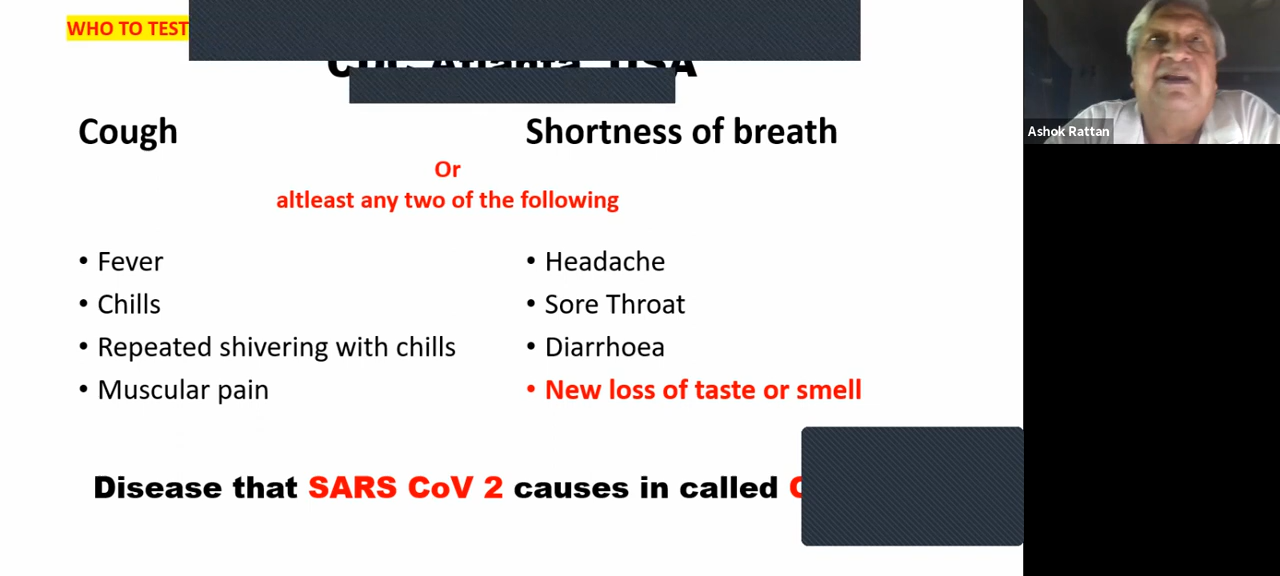 WHO TO TEST
Atlanta, USA
Cough
Shortness of breath
Or
altleast any two of the following
• Fever
• Chills
• Repeated shivering with chills
• Muscular pain
• Headache
• Sore Throat
• Diarrhoea
• New loss of taste or smell
Disease that SARS CoV 2 causes in called
Ashok Rattan